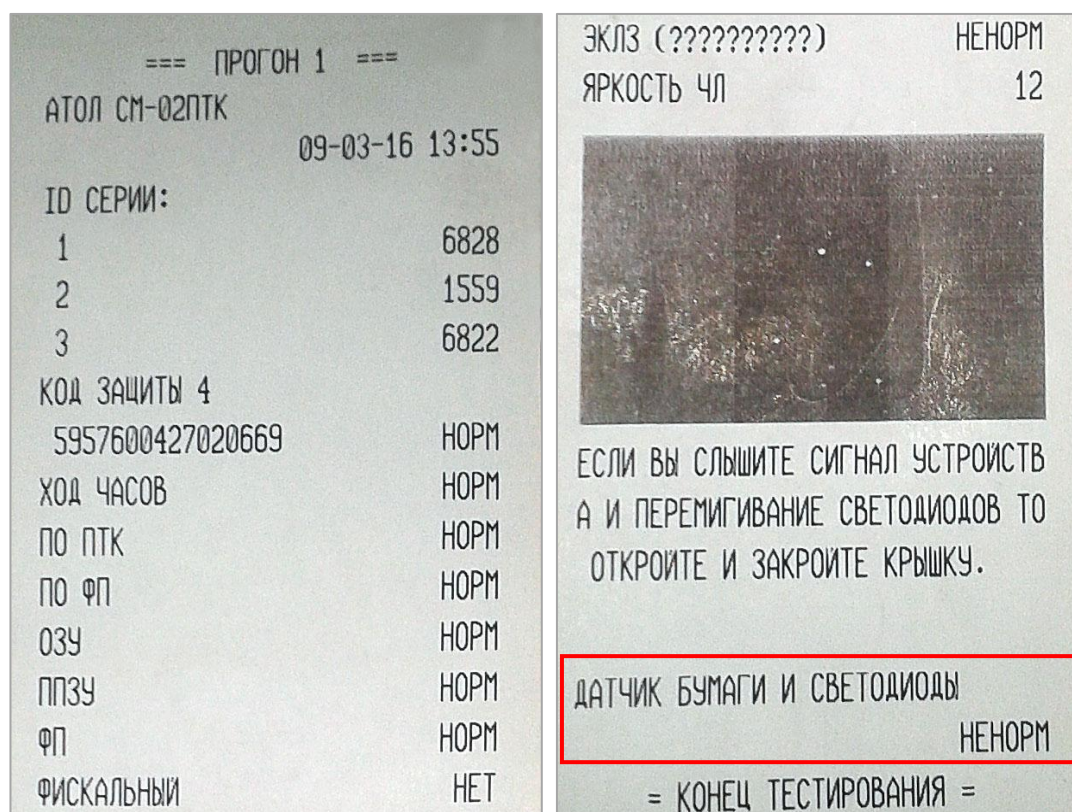 === ПРОГОН 1 ===
АТОЛ СМ-02ПТК
09-03-16 13:55
ID СЕРИИ:
1 6828
2 1559
3 6822
КОД ЗАЩИТЫ 4
5957600427020669 НОРМ
ХОД ЧАСОВ НОРМ
ПО ПТК НОРМ
ПО ФП НОРМ
ОЗУ НОРМ
ППЗУ НОРМ
ФП НОРМ
ФИСКАЛЬНЫЙ НЕТ
ЭКЛЗ (??????????) НЕНОРМ
ЯРКОСТЬ ЧЛ 12
ЕСЛИ ВЫ СЛЫШИТЕ СИГНАЛ УСТРОЙСТВ
А И ПЕРЕМИГИВАНИЕ СВЕТОДИОДОВ ТО
ОТКРОЙТЕ И ЗАКРОЙТЕ КРЫШКУ.
ДАТЧИК БУМАГИ И СВЕТОДИОДЫ
НЕНОРМ
= КОНЕЦ ТЕСТИРОВАНИЯ =